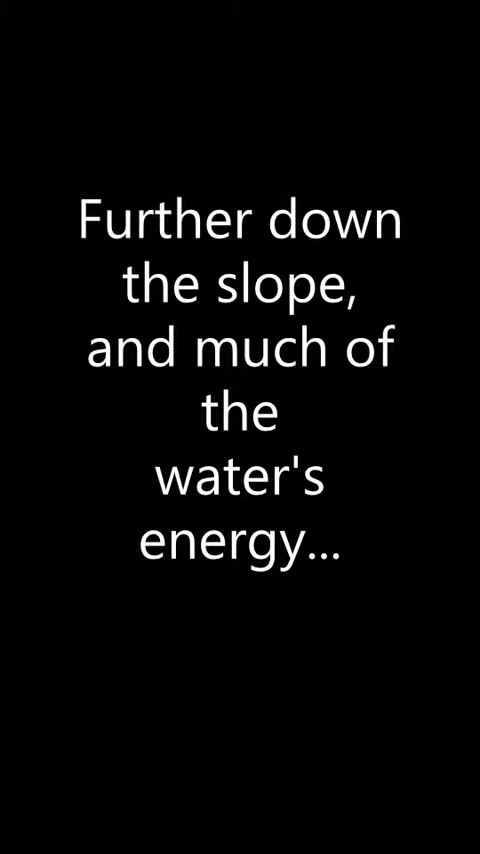 Further down
the slope,
and much of
the
water's
energy...